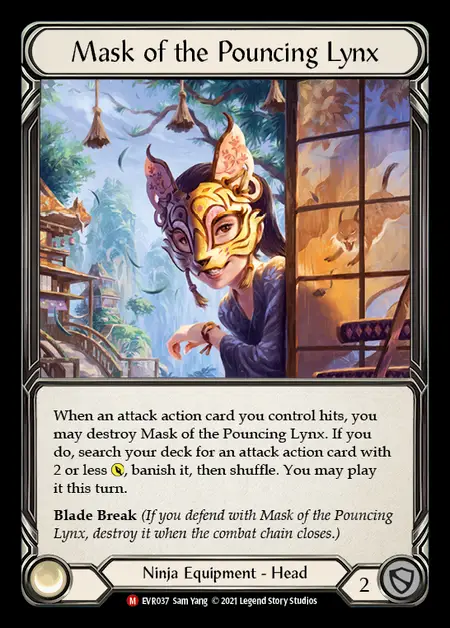 Mask of the Pouncing Lynx
When an attack action card you control hits, you
may destroy Mask of the Pouncing Lynx. If you
do, search your deck for an attack action card with
2 or less , banish it, then shuffle. You may play
it this turn.
Blade Break (If you defend with Mask of the Pouncing
Lynx, destroy it when the combat chain closes.)
Ninja Equipment - Head
2
M EVR037 Sam Yang © 2021 Legend Story Studios